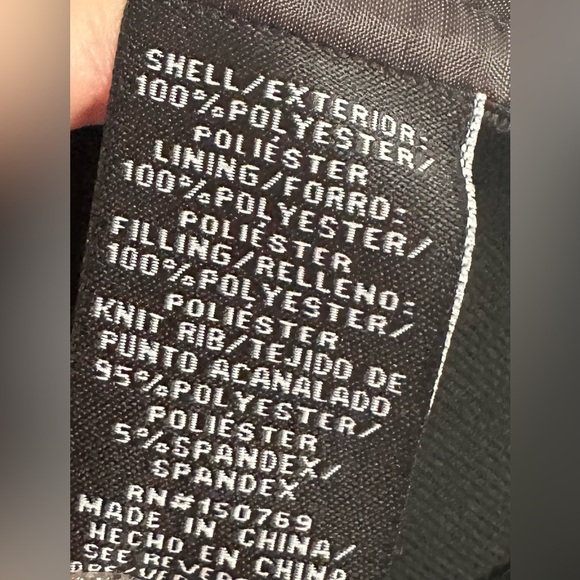 SHELL/EXTERIOR:
100%POLYESTER/
POLIÉSTER
LINING/FORRO:
100%POLYESTER/
POLIÉSTER
FILLING/RELLENO:
100%POLYESTER/
POLIÉSTER
KNIT RIB/TEJIDO DE
PUNTO ACANALADO
95%POLYESTER/
POLIÉSTER
5%SPANDEX/
SPANDEX
RN#150769
MADE IN CHINA/
HECHO EN CHINA
SEE